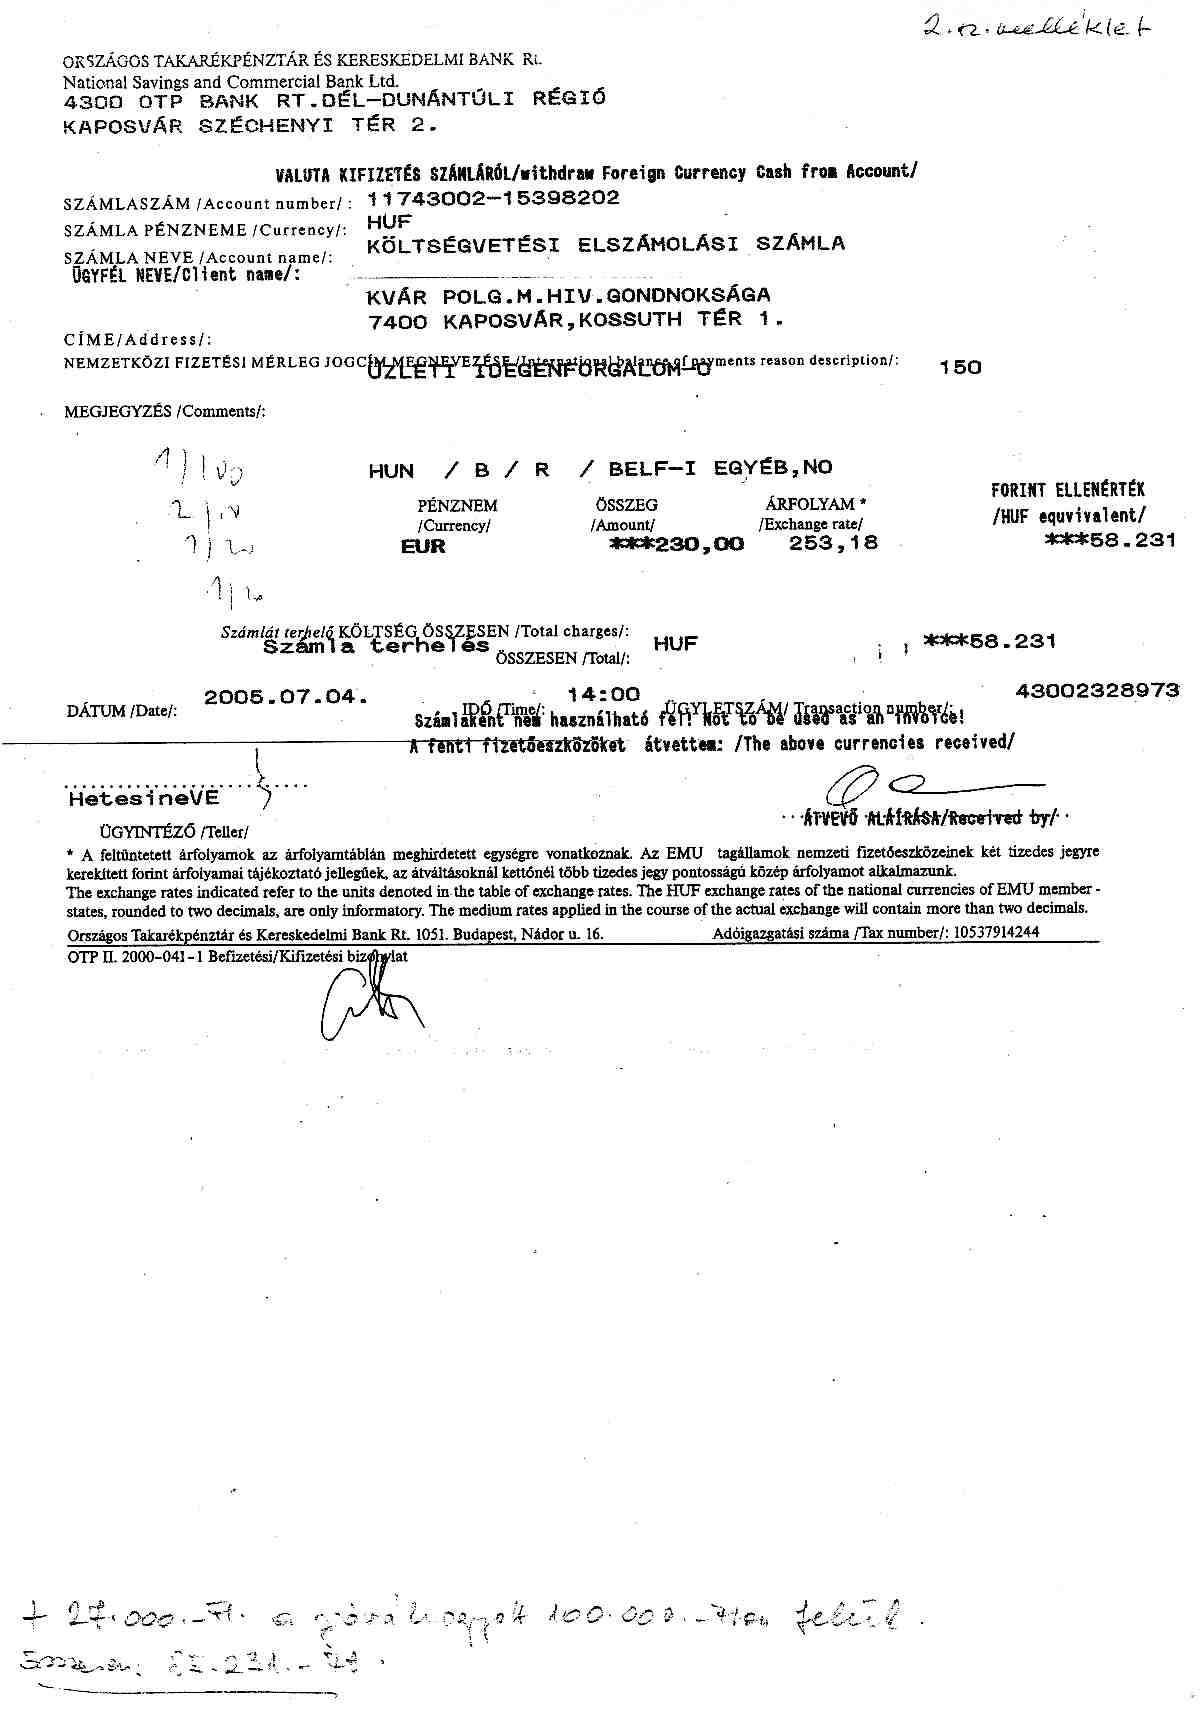 2. sz. melléklet
ORSZÁGOS TAKARÉKPÉNZTÁR ÉS KERESKEDELMI BANK Rt.
National Savings and Commercial Bank Ltd.
4300 OTP BANK RT.DÉL-DUNÁNTÚLI RÉGIÓ
KAPOSVÁR SZÉCHENYI TÉR 2.
VALUTA KIFIZETÉS SZÁMLÁRÓL/withdraw Foreign Currency Cash from Account/
SZÁMLASZÁM /Account number/ : 11743002-15398202
SZÁMLA PÉNZNEME /Currency/: HUF
SZÁMLA NEVE /Account name/: KÖLTSÉGVETÉSI ELSZÁMOLÁSI SZÁMLA
ÜGYFÉL NEVE/Client name/:
KVÁR POLG.M.HIV.GONDNOKSÁGA
7400 KAPOSVÁR,KOSSUTH TÉR 1.
CÍME/Address/:
NEMZETKÖZI FIZETÉSI MÉRLEG JOGCÍM MEGNEVEZÉSE /International balance of payments reason description/: 150
ÜZLETI IDEGENFORGALOM-U
MEGJEGYZÉS /Comments/:
HUN / B / R / BELF-I EGYÉB,NO
PÉNZNEM ÖSSZEG ÁRFOLYAM * FORINT ELLENÉRTÉK
/Currency/ /Amount/ /Exchange rate/ /HUF equvivalent/
EUR ***230,00 253,18 ***58.231
Számlát terhelő KÖLTSÉG ÖSSZESEN /Total charges/:
Számla terhelés HUF ***58.231
ÖSSZESEN /Total/:
DÁTUM /Date/: 2005.07.04. IDŐ /Time/: 14:00 ÜGYLETSZÁM/ Transaction number/: 43002328973
Számlaként nem használható fel! Not to be used as an invoice!
A fenti fizetőeszközöket átvettem: /The above currencies received/
HetesineVE
ÁTVEVŐ ALÁÍRÁSA/Received by/
ÜGYINTÉZŐ /Teller/
* A feltüntetett árfolyamok az árfolyamtáblán meghirdetett egységre vonatkoznak. Az EMU tagállamok nemzeti fizetőeszközeinek két tizedes jegyre
kerekített forint árfolyamai tájékoztató jellegűek, az átváltásoknál kettőnél több tizedes jegy pontosságú közép árfolyamot alkalmazunk.
The exchange rates indicated refer to the units denoted in the table of exchange rates. The HUF exchange rates of the national currencies of EMU member -
states, rounded to two decimals, are only informatory. The medium rates applied in the course of the actual exchange will contain more than two decimals.
Országos Takarékpénztár és Kereskedelmi Bank Rt. 1051. Budapest, Nádor u. 16. Adóigazgatási száma /Tax number/: 10537914244
OTP II. 2000-041-1 Befizetési/Kifizetési bizonylat
+ 27.000.-Ft. a jóváhagyott 100.000.-Ft-on felül.
Összesen: 85.231.-Ft.